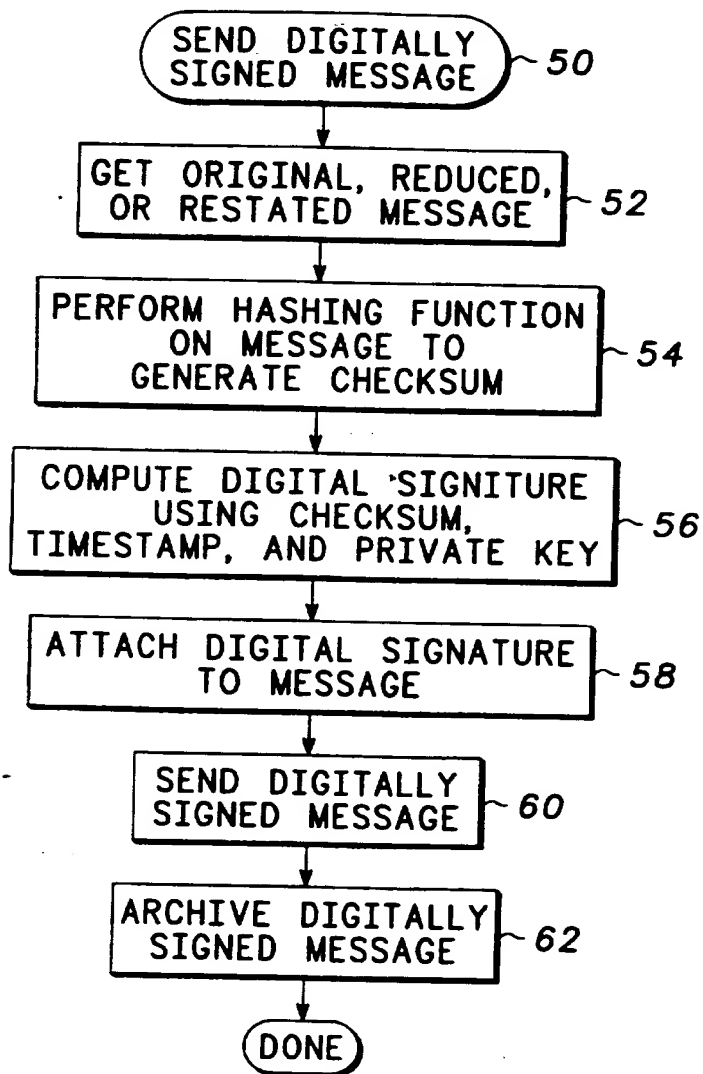 SEND DIGITALLY
SIGNED MESSAGE
50
GET ORIGINAL, REDUCED,
OR RESTATED MESSAGE
52
PERFORM HASHING FUNCTION
ON MESSAGE TO
GENERATE CHECKSUM
54
COMPUTE DIGITAL SIGNITURE
USING CHECKSUM,
TIMESTAMP, AND PRIVATE KEY
56
ATTACH DIGITAL SIGNATURE
TO MESSAGE
58
SEND DIGITALLY
SIGNED MESSAGE
60
ARCHIVE DIGITALLY
SIGNED MESSAGE
62
DONE